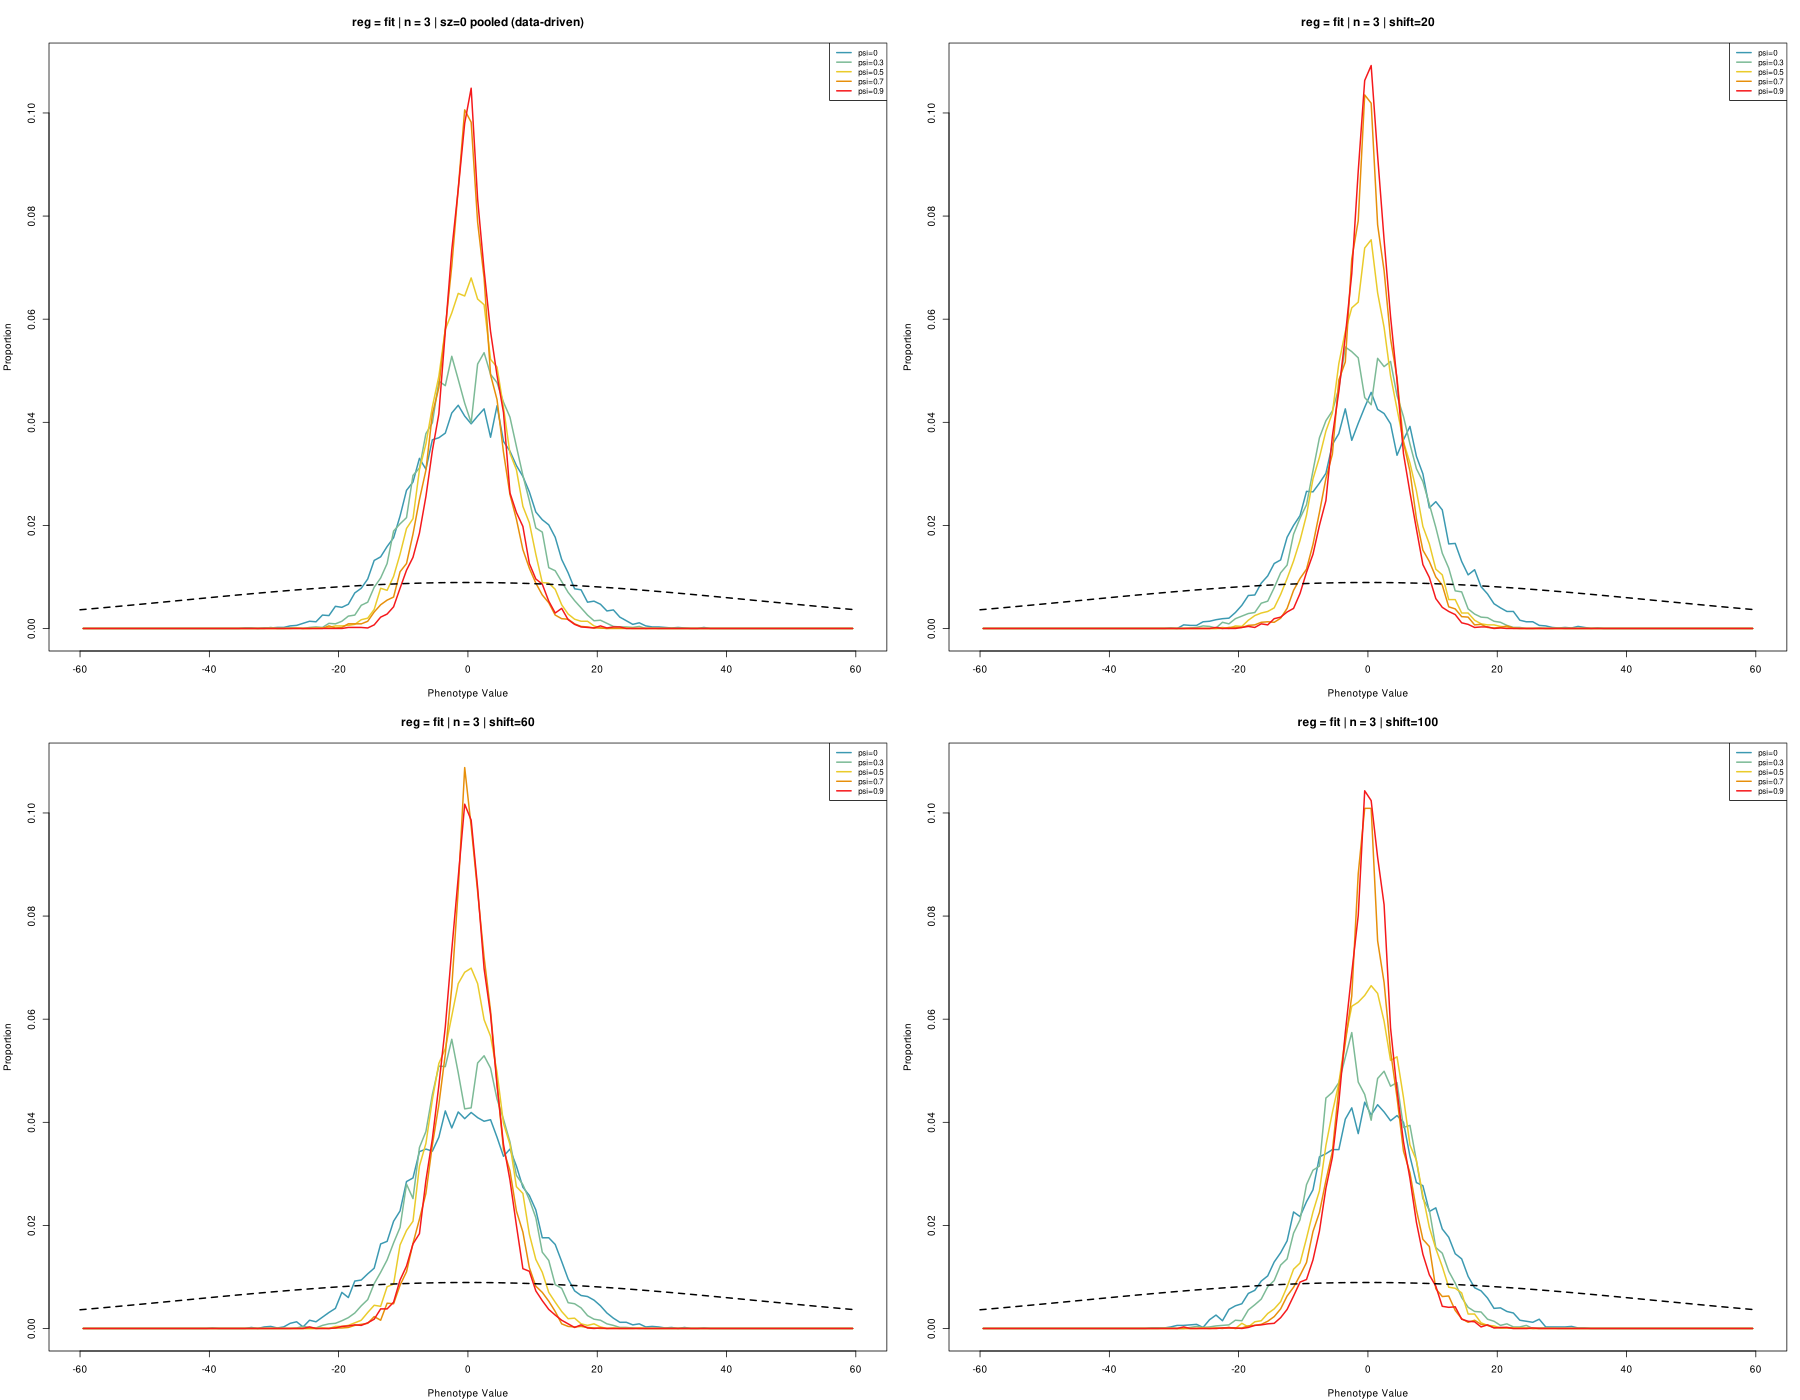 reg = fit | n = 3 | sz=0 pooled (data-driven)
psi=0
psi=0.3
psi=0.5
psi=0.7
psi=0.9
Proportion
0.00
0.02
0.04
0.06
0.08
0.10
-60 -40 -20 0 20 40 60
Phenotype Value
reg = fit | n = 3 | shift=20
psi=0
psi=0.3
psi=0.5
psi=0.7
psi=0.9
Proportion
0.00
0.02
0.04
0.06
0.08
0.10
-60 -40 -20 0 20 40 60
Phenotype Value
reg = fit | n = 3 | shift=60
psi=0
psi=0.3
psi=0.5
psi=0.7
psi=0.9
Proportion
0.00
0.02
0.04
0.06
0.08
0.10
-60 -40 -20 0 20 40 60
Phenotype Value
reg = fit | n = 3 | shift=100
psi=0
psi=0.3
psi=0.5
psi=0.7
psi=0.9
Proportion
0.00
0.02
0.04
0.06
0.08
0.10
-60 -40 -20 0 20 40 60
Phenotype Value